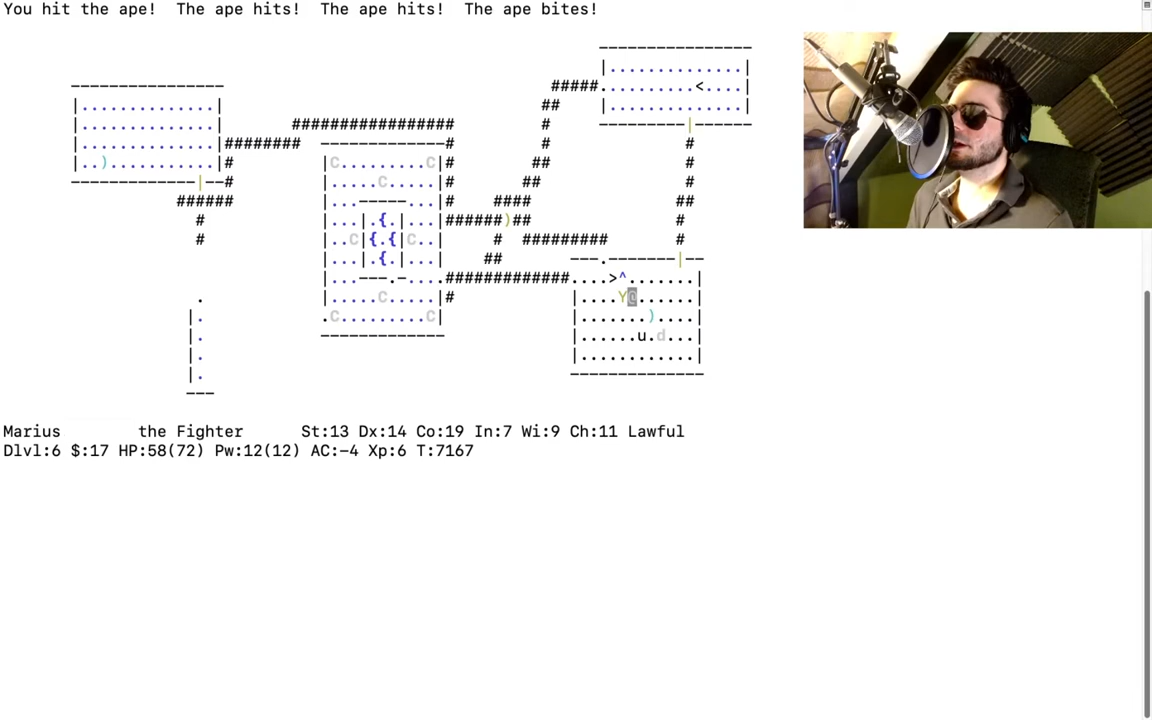 You hit the ape!  The ape hits!  The ape hits!  The ape bites!
Marius the Fighter St:13 Dx:14 Co:19 In:7 Wi:9 Ch:11 Lawful
Dlvl:6 $:17 HP:58(72) Pw:12(12) AC:-4 Xp:6 T:7167